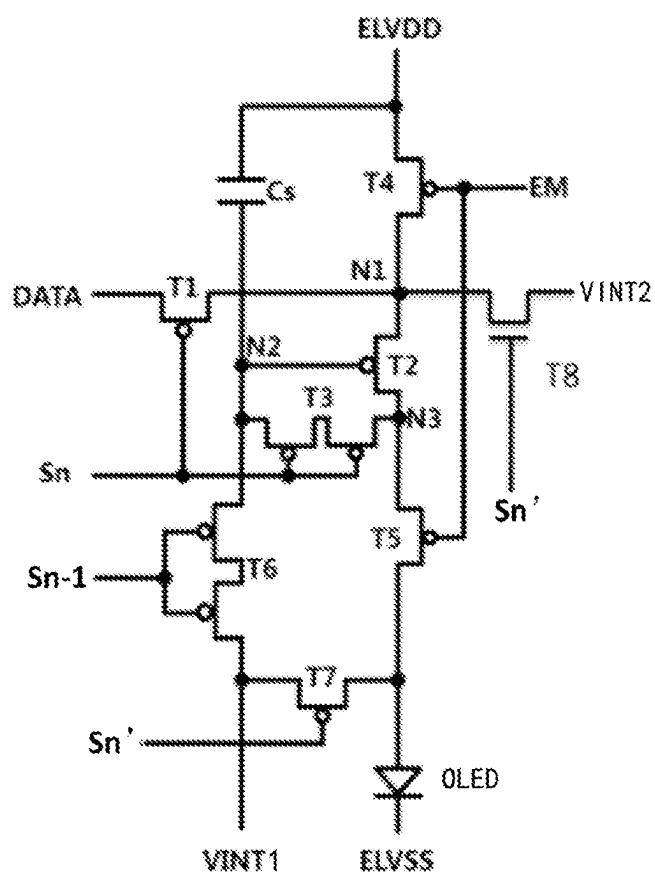 ELVDD
Cs
T4
EM
N1
DATA
T1
VINT2
N2
T2
T8
T3
N3
Sn
Sn'
T5
T6
Sn-1
T7
Sn'
OLED
VINT1
ELVSS